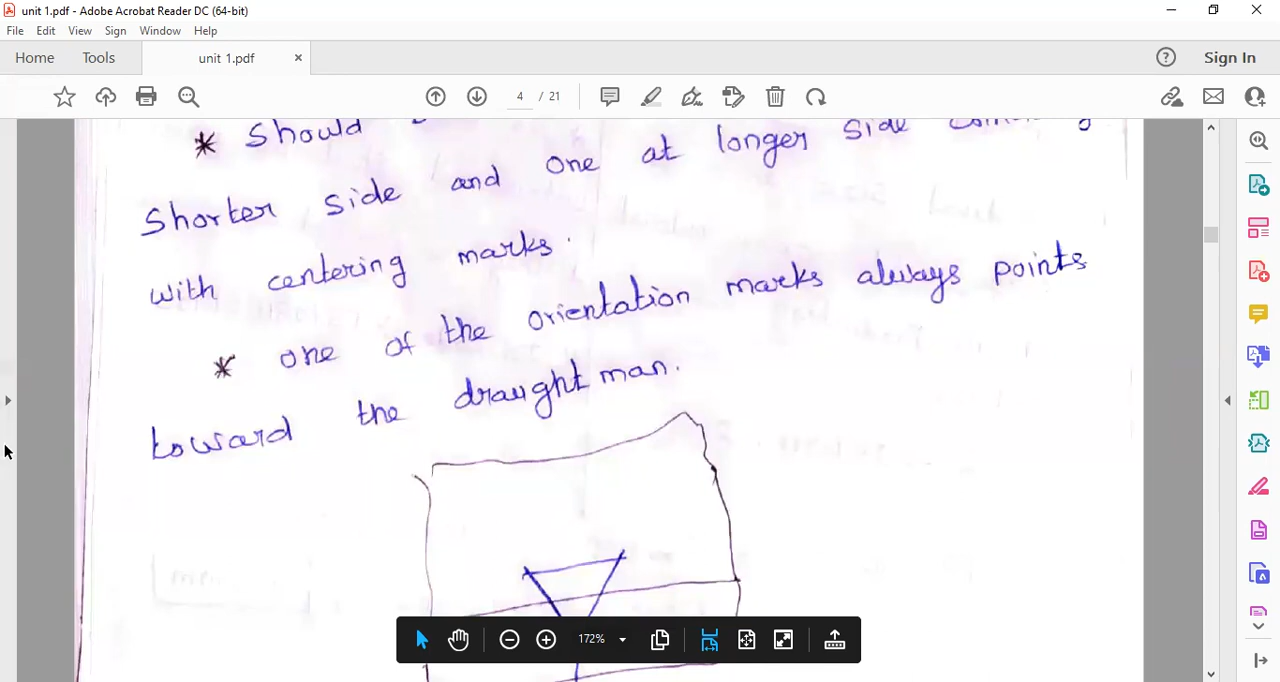 unit 1.pdf - Adobe Acrobat Reader DC (64-bit)
File Edit View Sign Window Help
Home Tools unit 1.pdf × Sign In
4 / 21
* Should
longer side
Shorter side and one at
with centering marks.
* one of the orientation marks always points
toward the draught man.
172%